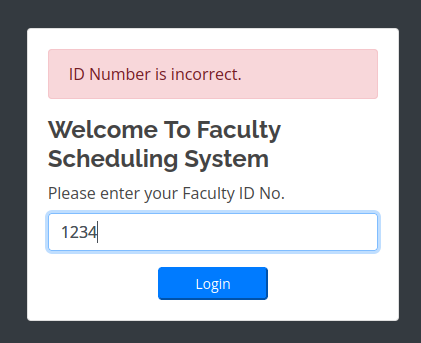 ID Number is incorrect.
Welcome To Faculty
Scheduling System
Please enter your Faculty ID No.
1234
Login